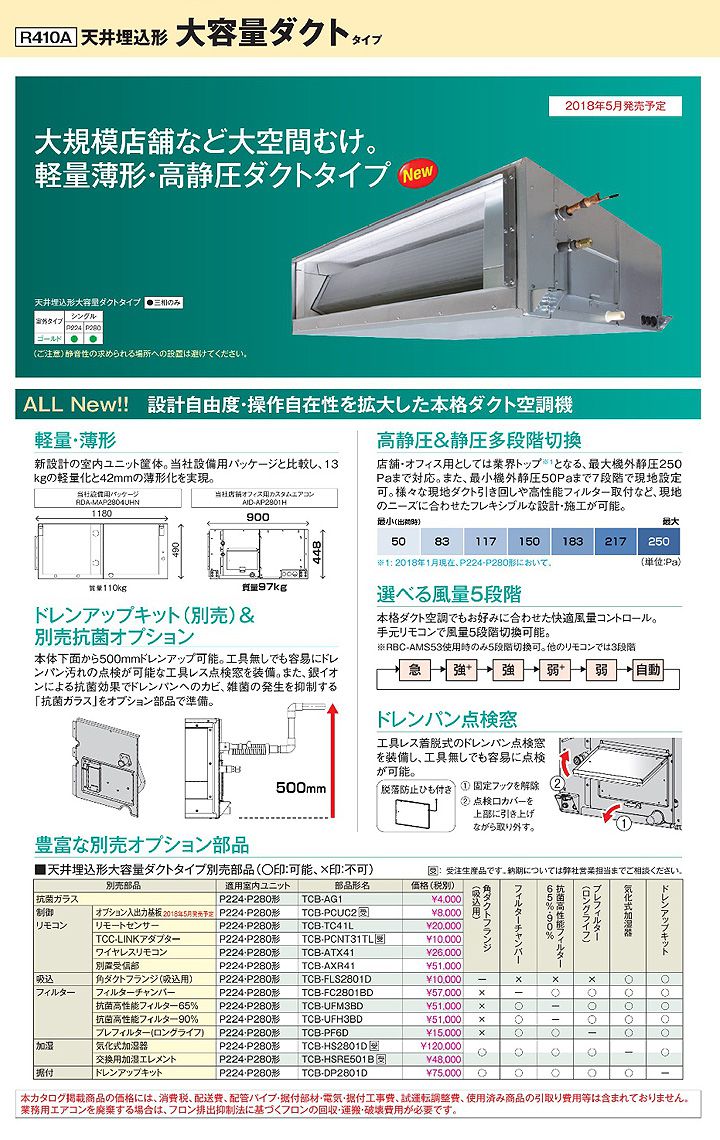 R410A 天井埋込形 大容量ダクトタイプ
2018年5月発売予定
大規模店舗など大空間むけ。
軽量薄形・高静圧ダクトタイプ New
天井埋込形大容量ダクトタイプ ●三相のみ
室外タイプ シングル
P224 P280
ゴールド ● ●
(ご注意)静音性の求められる場所への設置は避けてください。
ALL New!! 設計自由度・操作自在性を拡大した本格ダクト空調機
軽量・薄形
新設計の室内ユニット筐体。当社設備用パッケージと比較し、13
kgの軽量化と42mmの薄形化を実現。
当社設備用パッケージ
RDA-MAP2804UHN
1180
490
質量110kg
当社店舗オフィス用カスタムエアコン
AID-AP2801H
900
448
質量97kg
ドレンアップキット(別売)&
別売抗菌オプション
本体下面から500mmドレンアップ可能。工具無しでも容易にドレ
ンパン汚れの点検が可能な工具レス点検窓を装備。また、銀イオ
ンによる抗菌効果でドレンパンへのカビ、雑菌の発生を抑制する
「抗菌ガラス」をオプション部品で準備。
500mm
高静圧&静圧多段階切換
店舗・オフィス用としては業界トップ※1となる、最大機外静圧250
Paまで対応。また、最小機外静圧50Paまで7段階で現地設定
可。様々な現地ダクト引き回しや高性能フィルター取付など、現地
のニーズに合わせたフレキシブルな設計・施工が可能。
最小(出荷時) 最大
50 83 117 150 183 217 250
※1: 2018年1月現在、P224・P280形において。 (単位:Pa)
選べる風量5段階
本格ダクト空調でもお好みに合わせた快適風量コントロール。
手元リモコンで風量5段階切換可能。
※RBC-AMS53使用時のみ5段階切換可。他のリモコンでは3段階
急 強+ 強 弱+ 弱 自動
ドレンパン点検窓
工具レス着脱式のドレンパン点検窓
を装備し、工具無しでも容易に点検
が可能。
脱落防止ひも付き
① 固定フックを解除
② 点検口カバーを
上部に引き上げ
ながら取り外す。
②
①
豊富な別売オプション部品
■天井埋込形大容量ダクトタイプ別売部品(○印:可能、×印:不可)
受: 受注生産品です。納期については弊社営業担当までご相談ください。
別売部品 適用室内ユニット 部品形名 価格(税別) 角ダクトフランジ(吸込用) フィルターチャンバー 抗菌高性能フィルター65%・90% プレフィルター(ロングライフ) 気化式加湿器 ドレンアップキット
抗菌ガラス P224・P280形 TCB-AG1 ¥4,000
制御 オプション入出力基板 2018年5月発売予定 P224・P280形 TCB-PCUC2 受 ¥8,000
リモコン リモートセンサー P224・P280形 TCB-TC41L ¥20,000
TCC-LINKアダプター P224・P280形 TCB-PCNT31TL 受 ¥30,000
ワイヤレスリモコン P224・P280形 TCB-ATX41 ¥26,000
別置受信部 P224・P280形 TCB-AXR41 ¥51,000
吸込 角ダクトフランジ(吸込用) P224・P280形 TCB-FLS2801D ¥10,000 − × × × ○ ○
フィルター フィルターチャンバー P224・P280形 TCB-FC2801BD ¥57,000 × − ○ ○ ○ ○
抗菌高性能フィルター65% P224・P280形 TCB-UFM3BD ¥51,000 × ○ − ○ ○ ○
抗菌高性能フィルター90% P224・P280形 TCB-UFH3BD ¥51,000 × ○ − ○ ○ ○
プレフィルター(ロングライフ) P224・P280形 TCB-PF6D ¥15,000 × ○ ○ − ○ ○
加湿 気化式加湿器 P224・P280形 TCB-HS2801D 受 ¥120,000 ○ ○ ○ ○ − ○
交換用加湿エレメント P224・P280形 TCB-HSRE501B 受 ¥48,000
据付 ドレンアップキット P224・P280形 TCB-DP2801D ¥75,000 ○ ○ ○ ○ ○ −
本カタログ掲載商品の価格には、消費税、配送費、配管パイプ・据付部材・電気・据付工事費、試運転調整費、使用済み商品の引取り費用等は含まれておりません。
業務用エアコンを廃棄する場合は、フロン排出抑制法に基づくフロンの回収・運搬・破壊費用が必要です。